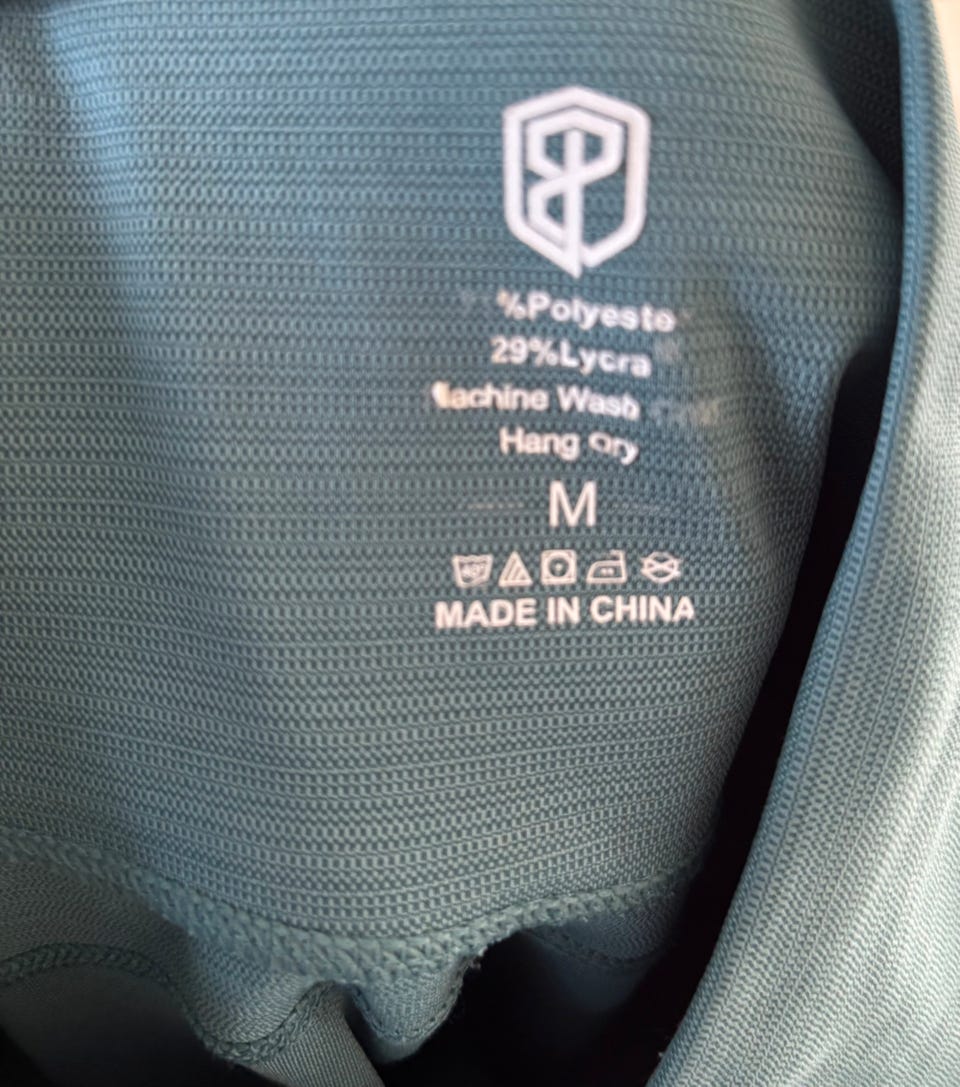 %Polyeste
29%Lycra
Machine Wash
Hang Dry
M
MADE IN CHINA